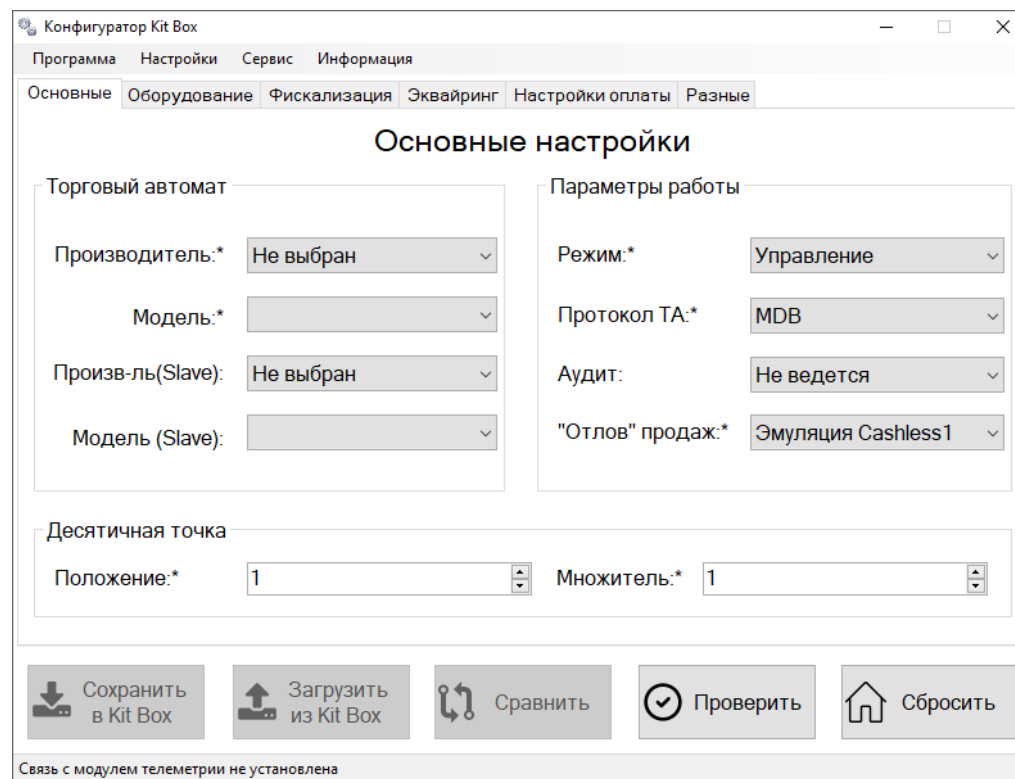 Конфигуратор Kit Box
Программа Настройки Сервис Информация
Основные Оборудование Фискализация Эквайринг Настройки оплаты Разные
Основные настройки
Торговый автомат
Производитель:* Не выбран
Модель:*
Произв-ль(Slave): Не выбран
Модель (Slave):
Параметры работы
Режим:* Управление
Протокол ТА:* MDB
Аудит: Не ведется
"Отлов" продаж:* Эмуляция Cashless1
Десятичная точка
Положение:* 1 Множитель:* 1
Сохранить
в Kit Box
Загрузить
из Kit Box
Сравнить
Проверить
Сбросить
Связь с модулем телеметрии не установлена